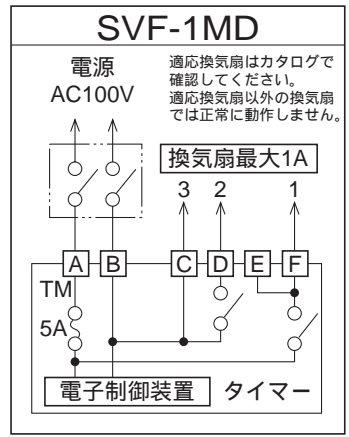 SVF-1MD
電源
AC100V
適応換気扇はカタログで
確認してください。
適応換気扇以外の換気扇
では正常に動作しません。
換気扇最大1A
3 2 1
A B C D E F
TM
5A
電子制御装置 タイマー